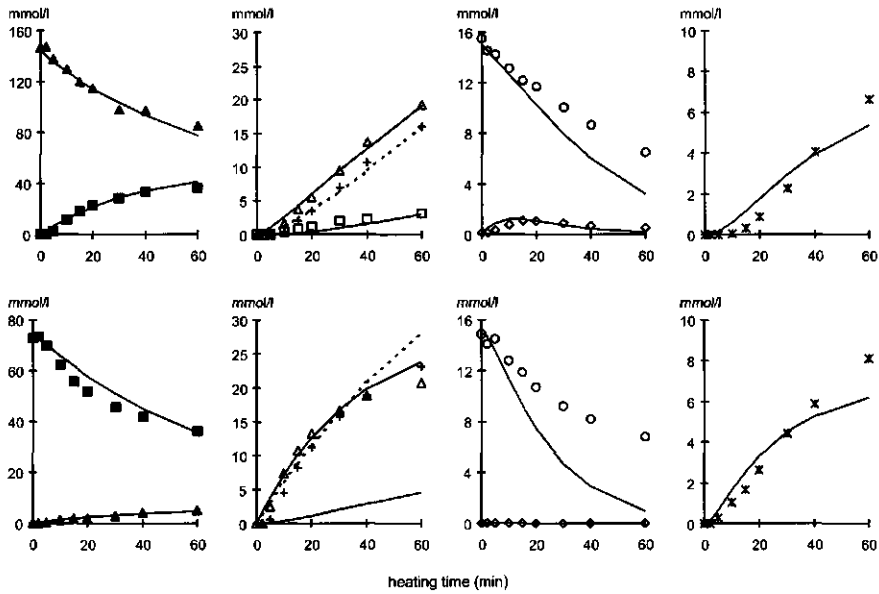 mmol/l mmol/l mmol/l mmol/l
160 30 16 10
120 25 12 8
80 20 8 6
40 15 4 4
0 10 0 2
5 0
0
0 20 40 60 0 20 40 60 0 20 40 60 0 20 40 60
mmol/l mmol/l mmol/l mmol/l
80 30 16 10
60 25 12 8
40 20 8 6
20 15 4 4
0 10 0 2
5 0
0
0 20 40 60 0 20 40 60 0 20 40 60 0 20 40 60
heating time (min)